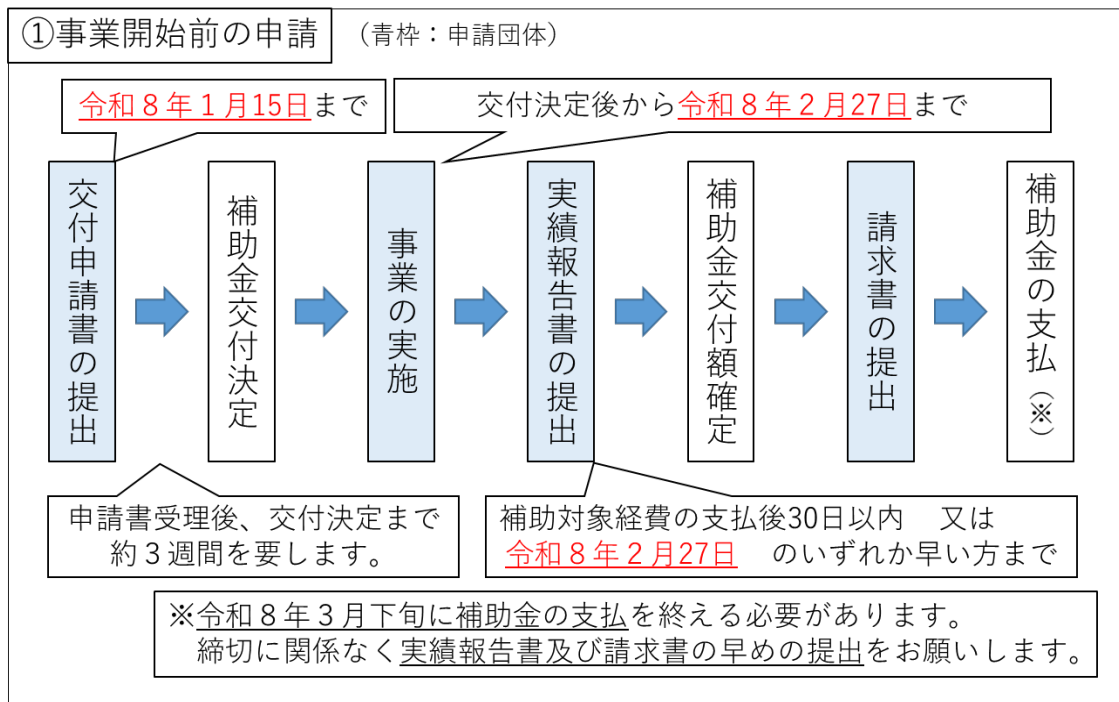 ①事業開始前の申請
（青枠：申請団体）
令和８年１月15日まで
交付決定後から令和８年２月27日まで
交付申請書の提出
補助金交付決定
事業の実施
実績報告書の提出
補助金交付額確定
請求書の提出
補助金の支払（※）
申請書受理後、交付決定まで
約３週間を要します。
補助対象経費の支払後30日以内　又は
令和８年２月27日　のいずれか早い方まで
※令和８年３月下旬に補助金の支払を終える必要があります。
締切に関係なく実績報告書及び請求書の早めの提出をお願いします。